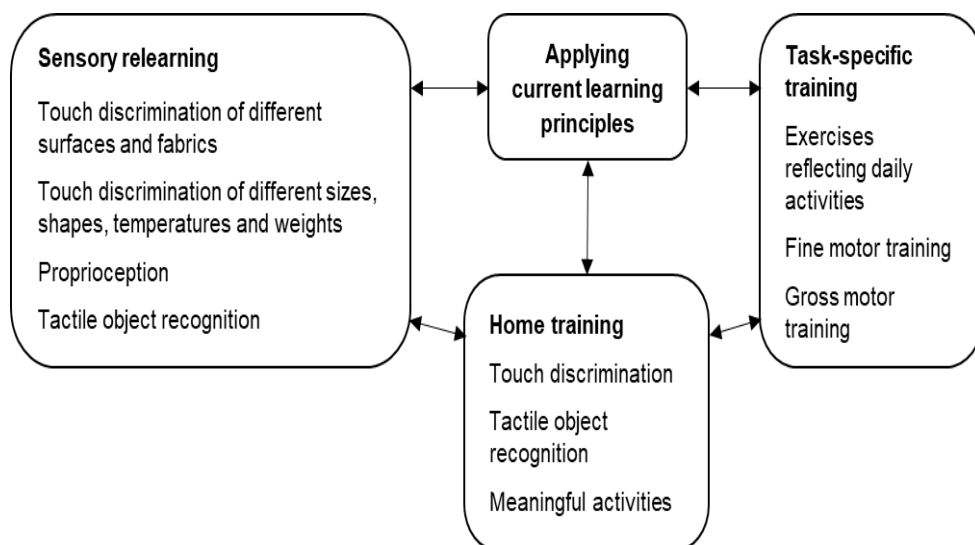 Sensory relearning
Touch discrimination of different
surfaces and fabrics
Touch discrimination of different sizes,
shapes, temperatures and weights
Proprioception
Tactile object recognition
Applying
current learning
principles
Task-specific
training
Exercises
reflecting daily
activities
Fine motor training
Gross motor
training
Home training
Touch discrimination
Tactile object
recognition
Meaningful activities